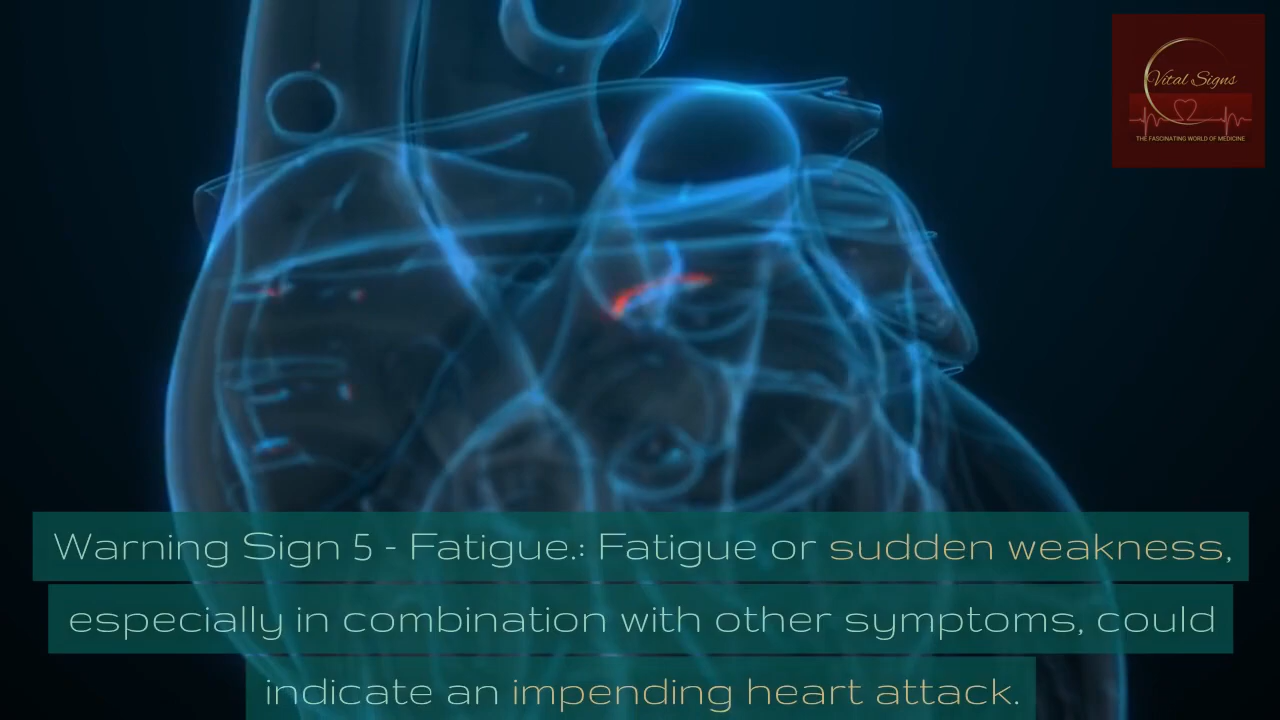 Vital Signs
THE FASCINATING WORLD OF MEDICINE
Warning Sign 5 - Fatigue.: Fatigue or sudden weakness,
especially in combination with other symptoms, could
indicate an impending heart attack.